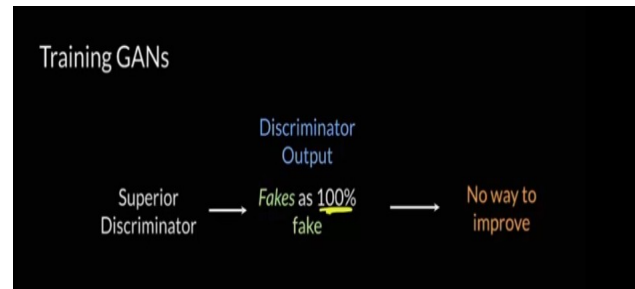 Training GANs
Discriminator
Output
Superior
Discriminator
Fakes as 100%
fake
No way to
improve